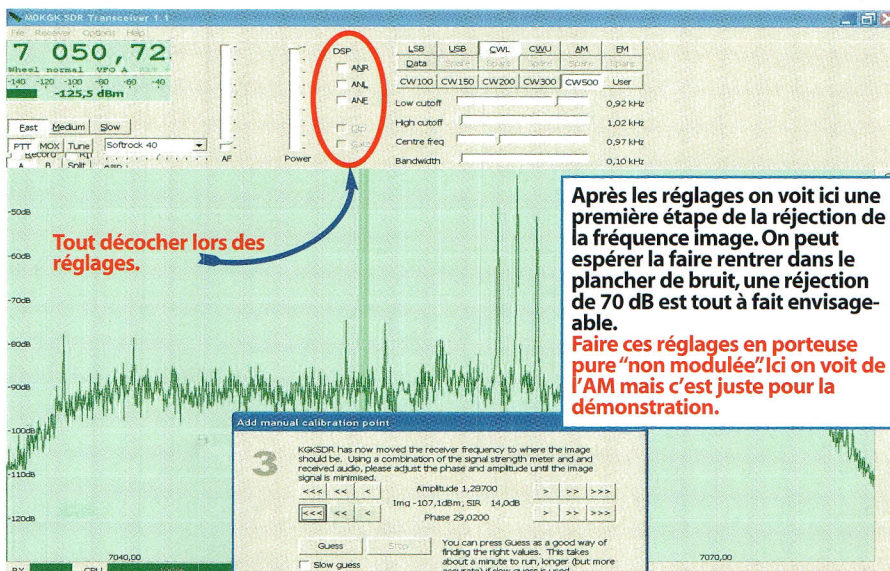 M0KGK SDR Transceiver 1.1
File Receiver Options Help
7 050,72
Wheel normal VFO A
-140 -120 -100 -80 -60 -40
-125,5 dBm
East Medium Slow
PTT MOX Tune Softrock 40
Record
A B Split
AF
Power
DSP
ANR
ANL
ANE
LSB USB CWL CWU AM FM
Data Spare Spare Spare Spare Spare
CW100 CW150 CW200 CW300 CW500 User
Low cutoff 0,92 kHz
High cutoff 1,02 kHz
Centre freq 0,97 kHz
Bandwidth 0,10 kHz
-50dB
-60dB
-70dB
-80dB
-90dB
-100dB
-110dB
-120dB
Tout décocher lors des
réglages.
Après les réglages on voit ici une
première étape de la réjection de
la fréquence image. On peut
espérer la faire rentrer dans le
plancher de bruit, une réjection
de 70 dB est tout à fait envisage-
able.
Faire ces réglages en porteuse
pure "non modulée". Ici on voit de
l'AM mais c'est juste pour la
démonstration.
Add manual calibration point
3
KGKSDR has now moved the receiver frequency to where the image
should be. Using a combination of the signal strength meter and and
received audio, please adjust the phase and amplitude until the image
signal is minimised.
<<< << < Amplitude 1,28700 > >> >>>
Img -107,1dBm, SIR 14,0dB
<<< << < Phase 29,0200 > >> >>>
Guess Stop
Slow guess
You can press Guess as a good way of
finding the right values. This takes
about a minute to run, longer (but more
accurate) if slow guess is used.
7040,00
7070,00
RX CPU